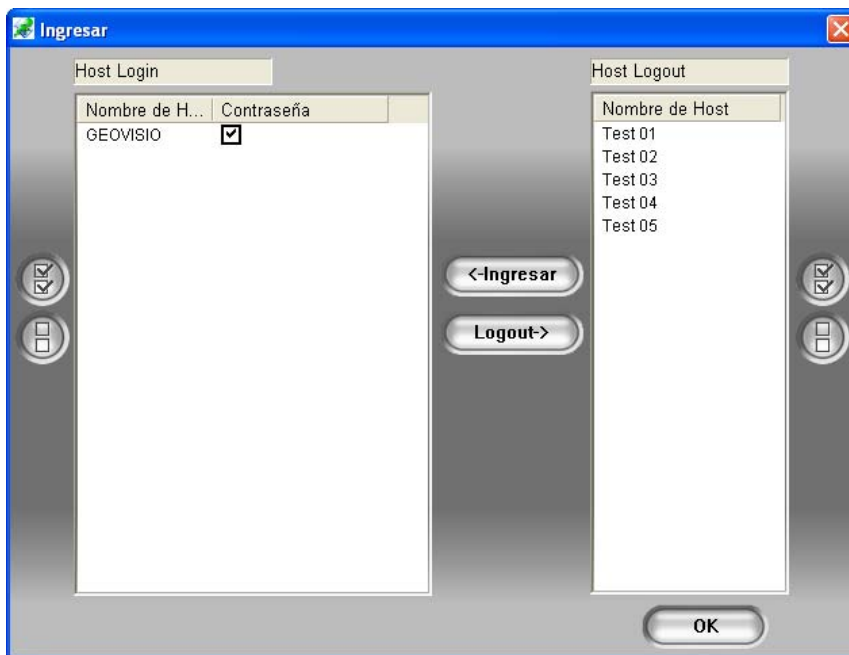 Ingresar
Host Login
Nombre de H... Contraseña
GEOVISIO
<-Ingresar
Logout->
Host Logout
Nombre de Host
Test 01
Test 02
Test 03
Test 04
Test 05
OK